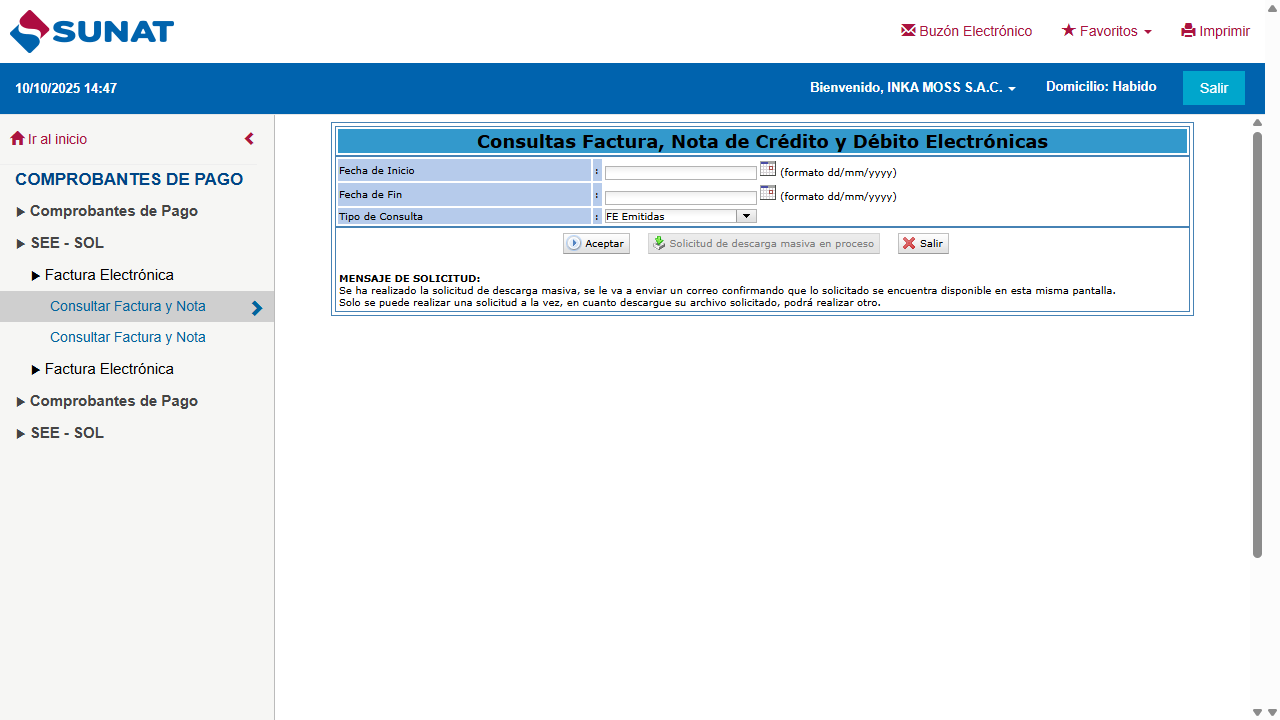 SUNAT
Buzón Electrónico
Favoritos
Imprimir
10/10/2025 14:47
Bienvenido, INKA MOSS S.A.C.
Domicilio: Habido
Salir
Ir al inicio
COMPROBANTES DE PAGO
Comprobantes de Pago
SEE - SOL
Factura Electrónica
Consultar Factura y Nota
Consultar Factura y Nota
Factura Electrónica
Comprobantes de Pago
SEE - SOL
Consultas Factura, Nota de Crédito y Débito Electrónicas
Fecha de Inicio : (formato dd/mm/yyyy)
Fecha de Fin : (formato dd/mm/yyyy)
Tipo de Consulta : FE Emitidas
Aceptar Solicitud de descarga masiva en proceso Salir
MENSAJE DE SOLICITUD:
Se ha realizado la solicitud de descarga masiva, se le va a enviar un correo confirmando que lo solicitado se encuentra disponible en esta misma pantalla.
Solo se puede realizar una solicitud a la vez, en cuanto descargue su archivo solicitado, podrá realizar otro.